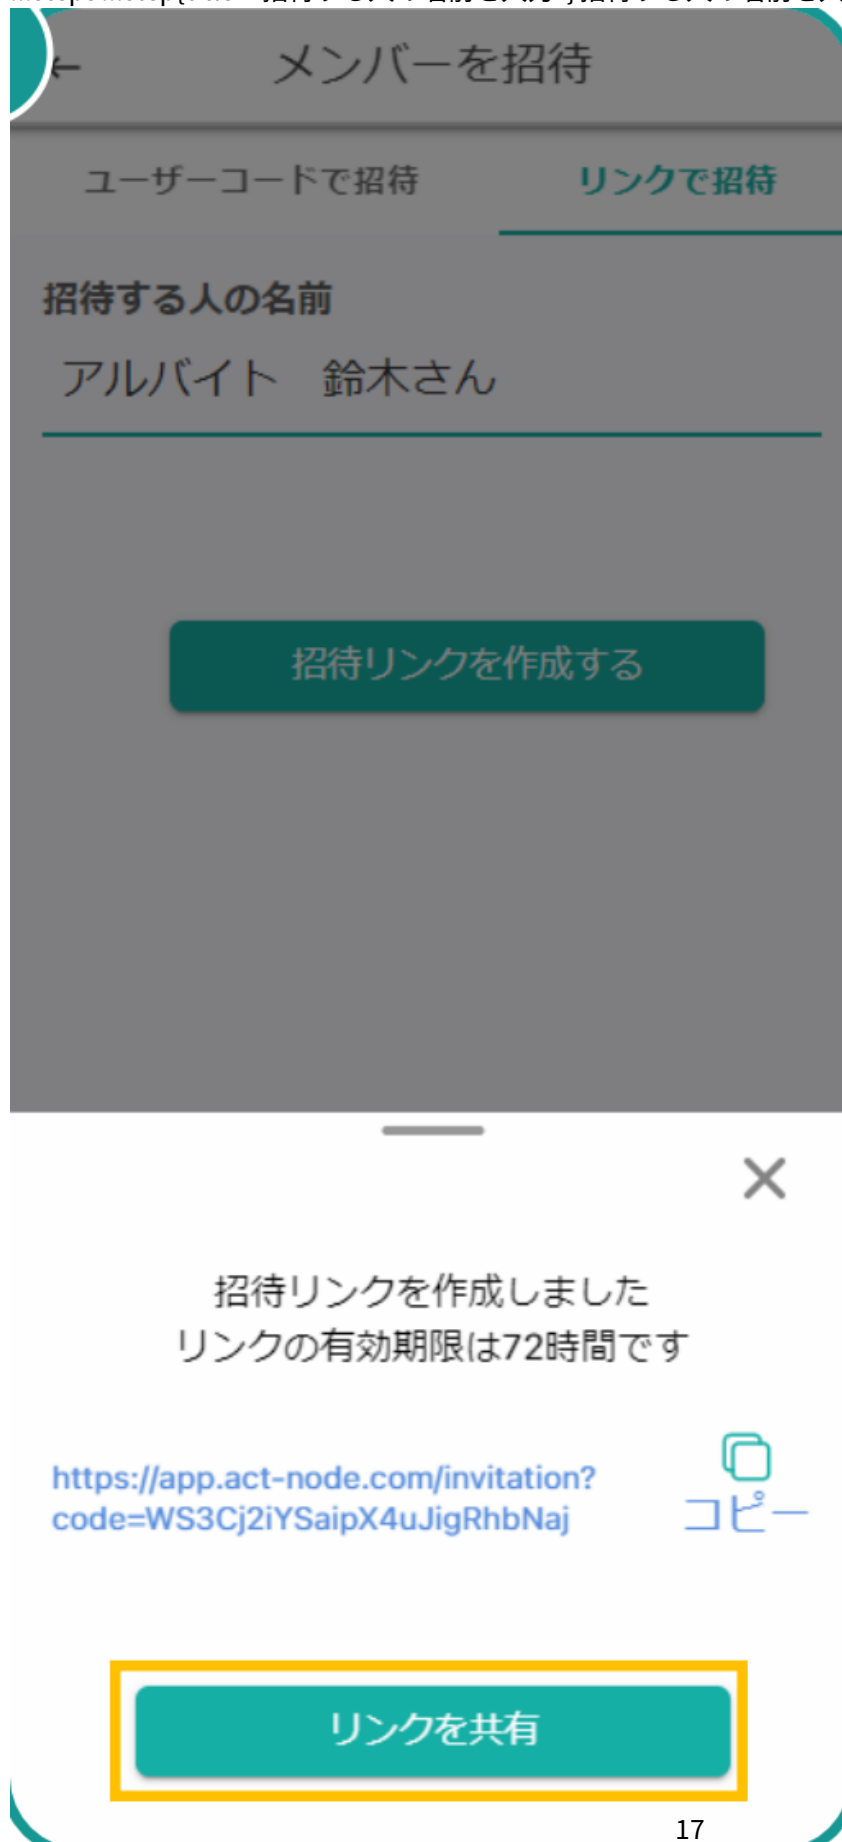 ← メンバーを招待
ユーザーコードで招待 リンクで招待
招待する人の名前
アルバイト 鈴木さん
招待リンクを作成する
招待リンクを作成しました
リンクの有効期限は72時間です
https://app.act-node.com/invitation?
code=WS3Cj2iYSaipX4uJigRhbNaj
コピー
リンクを共有
17